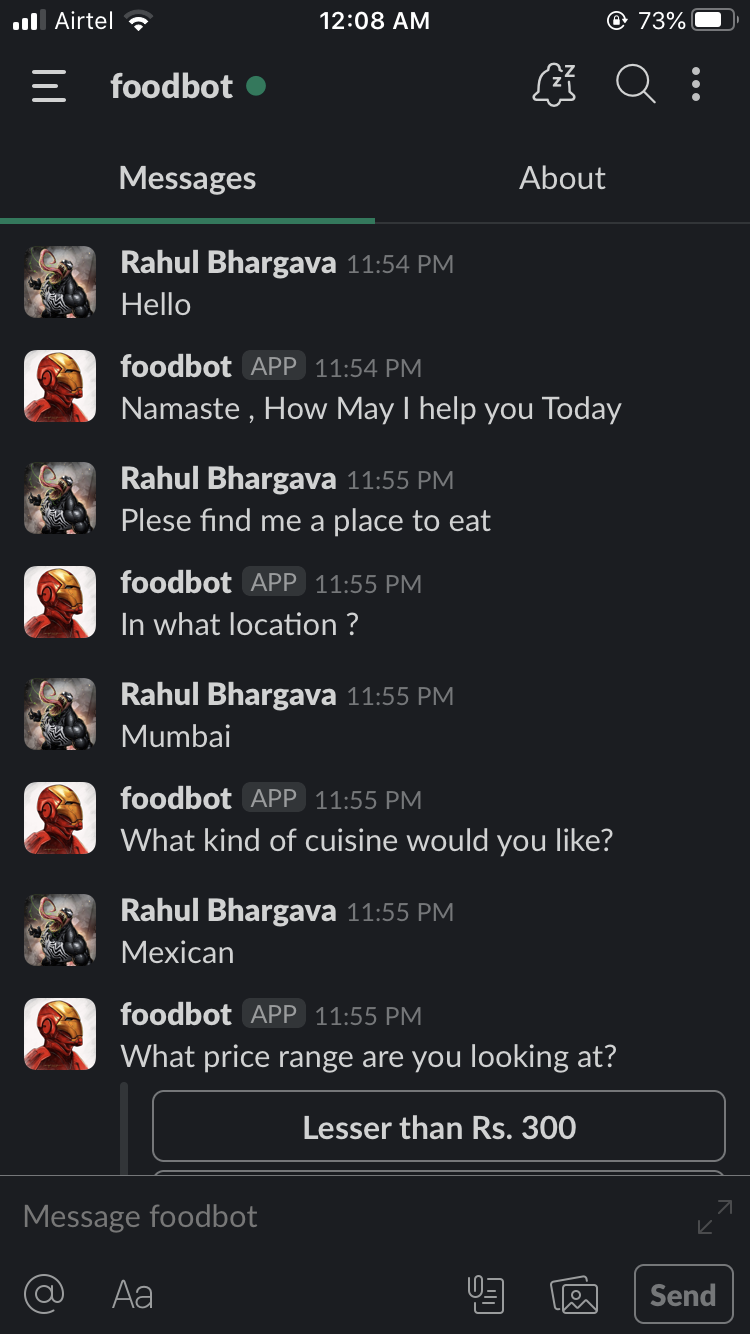 Airtel 12:08 AM 73%
foodbot
z z
Messages About
Rahul Bhargava 11:54 PM
Hello
foodbot APP 11:54 PM
Namaste , How May I help you Today
Rahul Bhargava 11:55 PM
Plese find me a place to eat
foodbot APP 11:55 PM
In what location ?
Rahul Bhargava 11:55 PM
Mumbai
foodbot APP 11:55 PM
What kind of cuisine would you like?
Rahul Bhargava 11:55 PM
Mexican
foodbot APP 11:55 PM
What price range are you looking at?
Lesser than Rs. 300
Message foodbot
@ Aa Send